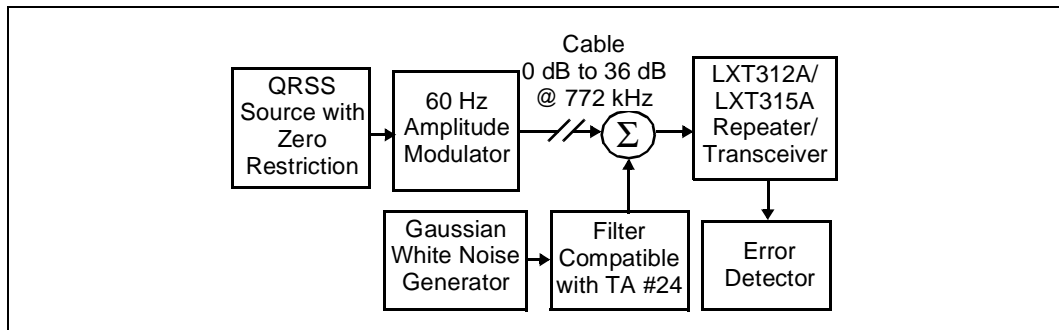 QRSS
Source with
Zero
Restriction
60 Hz
Amplitude
Modulator
Cable
0 dB to 36 dB
@ 772 kHz
Σ
LXT312A/
LXT315A
Repeater/
Transceiver
Gaussian
White Noise
Generator
Filter
Compatible
with TA #24
Error
Detector